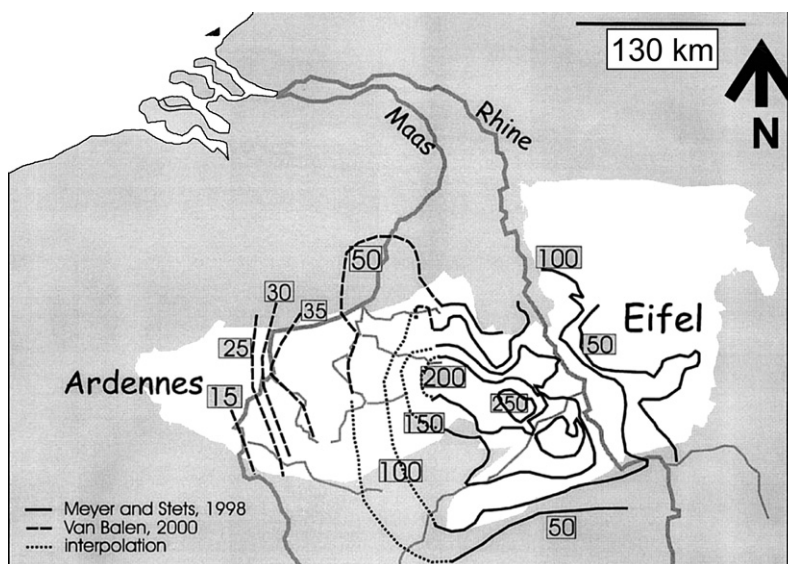 130 km
N
Maas
Rhine
50
100
30
35
Eifel
25
50
Ardennes
200
15
250
150
100
Meyer and Stets, 1998
Van Balen, 2000
interpolation
50